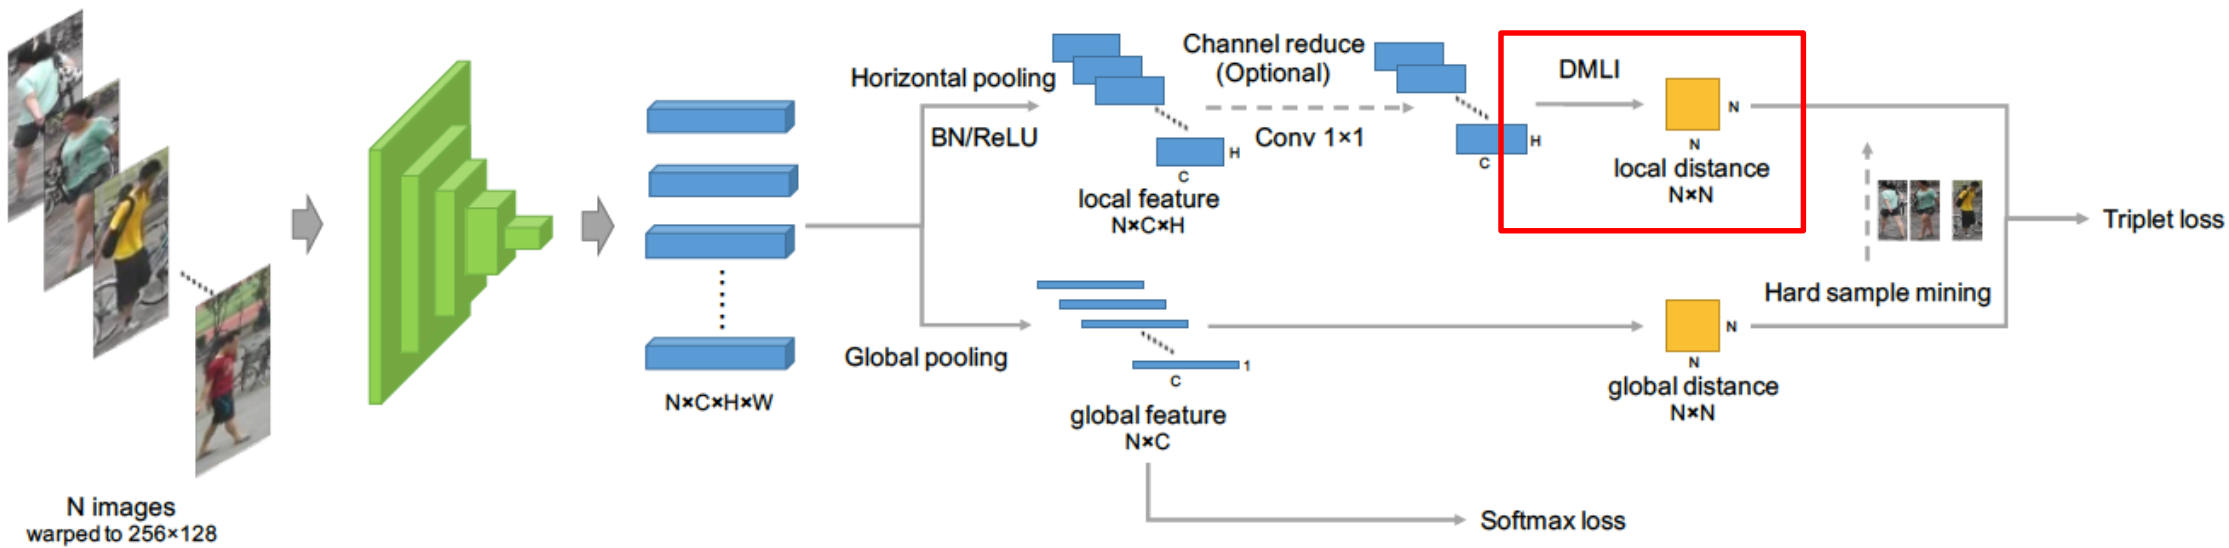 N images
warped to 256×128
N×C×H×W
Horizontal pooling
BN/ReLU
Global pooling
H
C
local feature
N×C×H
Channel reduce
(Optional)
Conv 1×1
H
C
DMLI
N
N
local distance
N×N
1
C
global feature
N×C
N
N
global distance
N×N
Hard sample mining
Triplet loss
Softmax loss